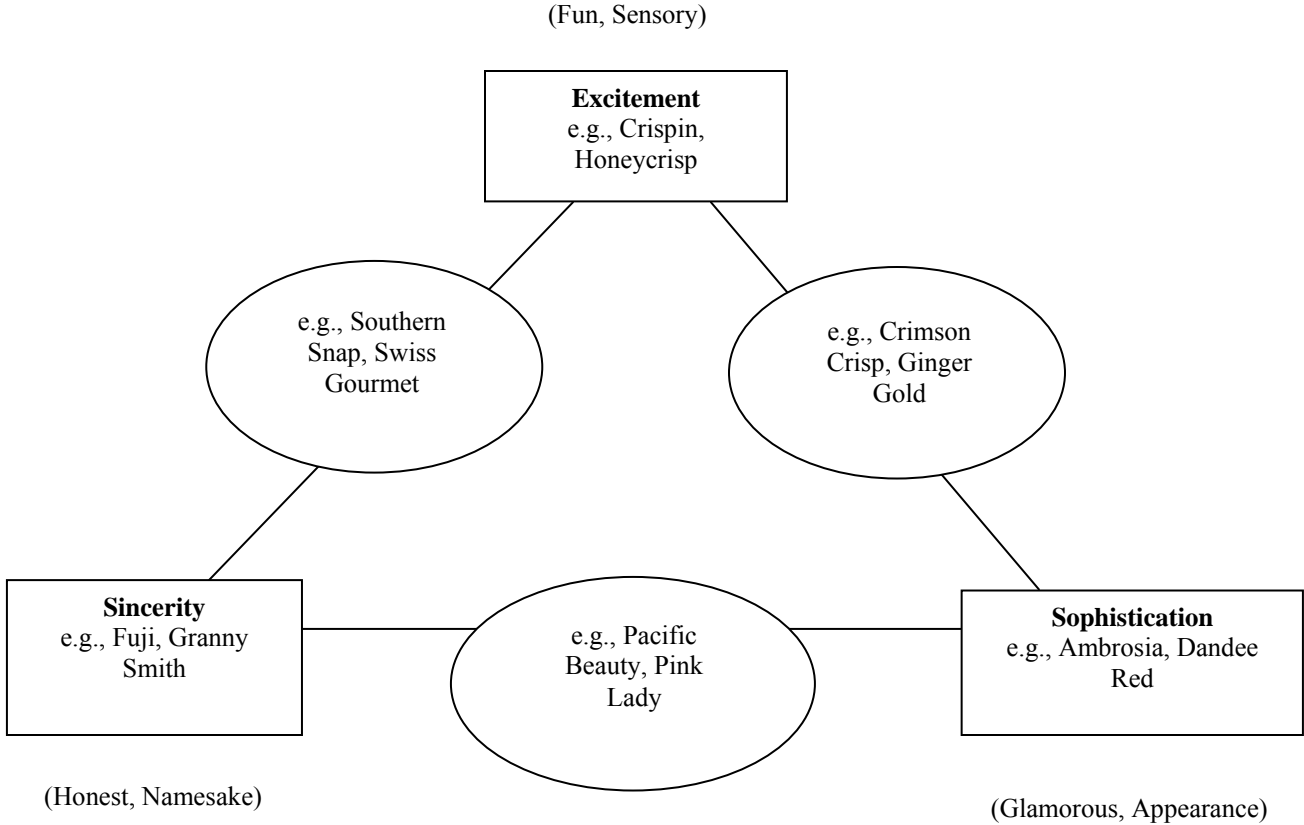 (Fun, Sensory)
Excitement
e.g., Crispin,
Honeycrisp
e.g., Southern
Snap, Swiss
Gourmet
e.g., Crimson
Crisp, Ginger
Gold
Sincerity
e.g., Fuji, Granny
Smith
e.g., Pacific
Beauty, Pink
Lady
Sophistication
e.g., Ambrosia, Dandee
Red
(Honest, Namesake)
(Glamorous, Appearance)